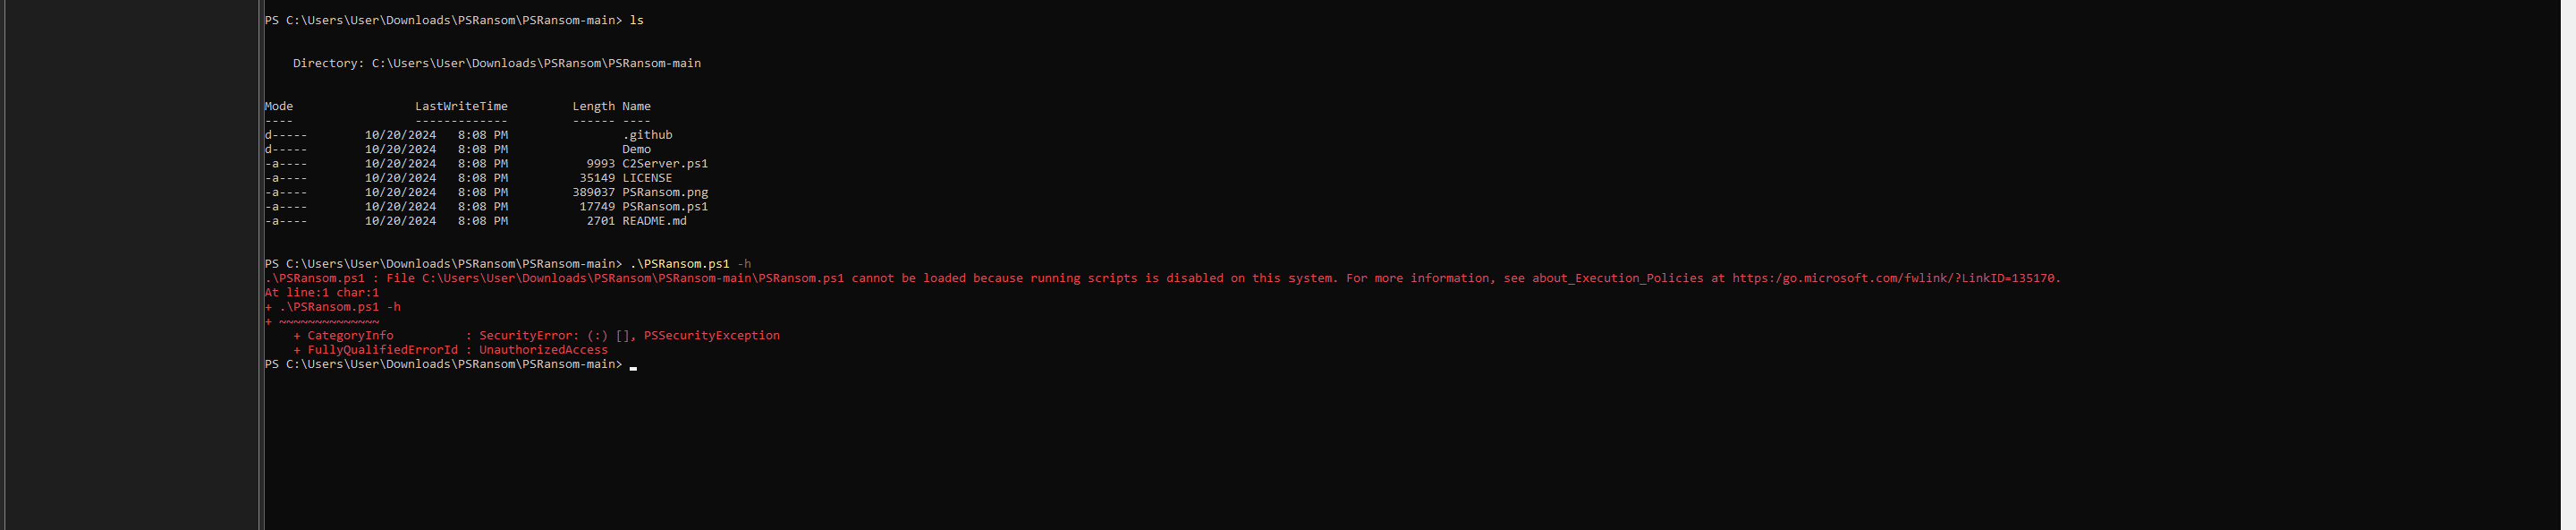 PS C:\Users\User\Downloads\PSRansom\PSRansom-main> ls
Directory: C:\Users\User\Downloads\PSRansom\PSRansom-main
Mode                 LastWriteTime         Length Name
----                 -------------         ------ ----
d-----        10/20/2024   8:08 PM                .github
d-----        10/20/2024   8:08 PM                Demo
-a----        10/20/2024   8:08 PM           9993 C2Server.ps1
-a----        10/20/2024   8:08 PM          35149 LICENSE
-a----        10/20/2024   8:08 PM         389037 PSRansom.png
-a----        10/20/2024   8:08 PM          17749 PSRansom.ps1
-a----        10/20/2024   8:08 PM           2701 README.md
PS C:\Users\User\Downloads\PSRansom\PSRansom-main> .\PSRansom.ps1 -h
.\PSRansom.ps1 : File C:\Users\User\Downloads\PSRansom\PSRansom-main\PSRansom.ps1 cannot be loaded because running scripts is disabled on this system. For more information, see about_Execution_Policies at https:/go.microsoft.com/fwlink/?LinkID=135170.
At line:1 char:1
+ .\PSRansom.ps1 -h
+ ~~~~~~~~~~~~~~
    + CategoryInfo          : SecurityError: (:) [], PSSecurityException
    + FullyQualifiedErrorId : UnauthorizedAccess
PS C:\Users\User\Downloads\PSRansom\PSRansom-main>